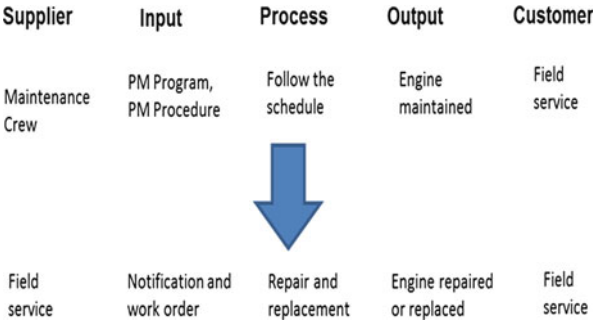 Supplier Input Process Output Customer
Maintenance Crew PM Program, PM Procedure Follow the schedule Engine maintained Field service
Field service Notification and work order Repair and replacement Engine repaired or replaced Field service